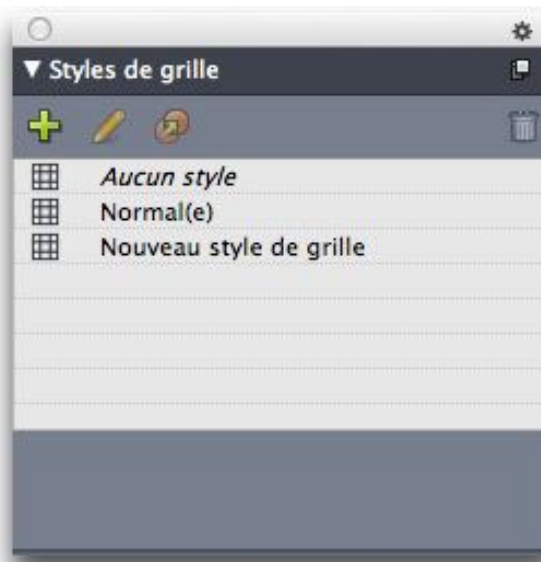 Styles de grille
Aucun style
Normal(e)
Nouveau style de grille